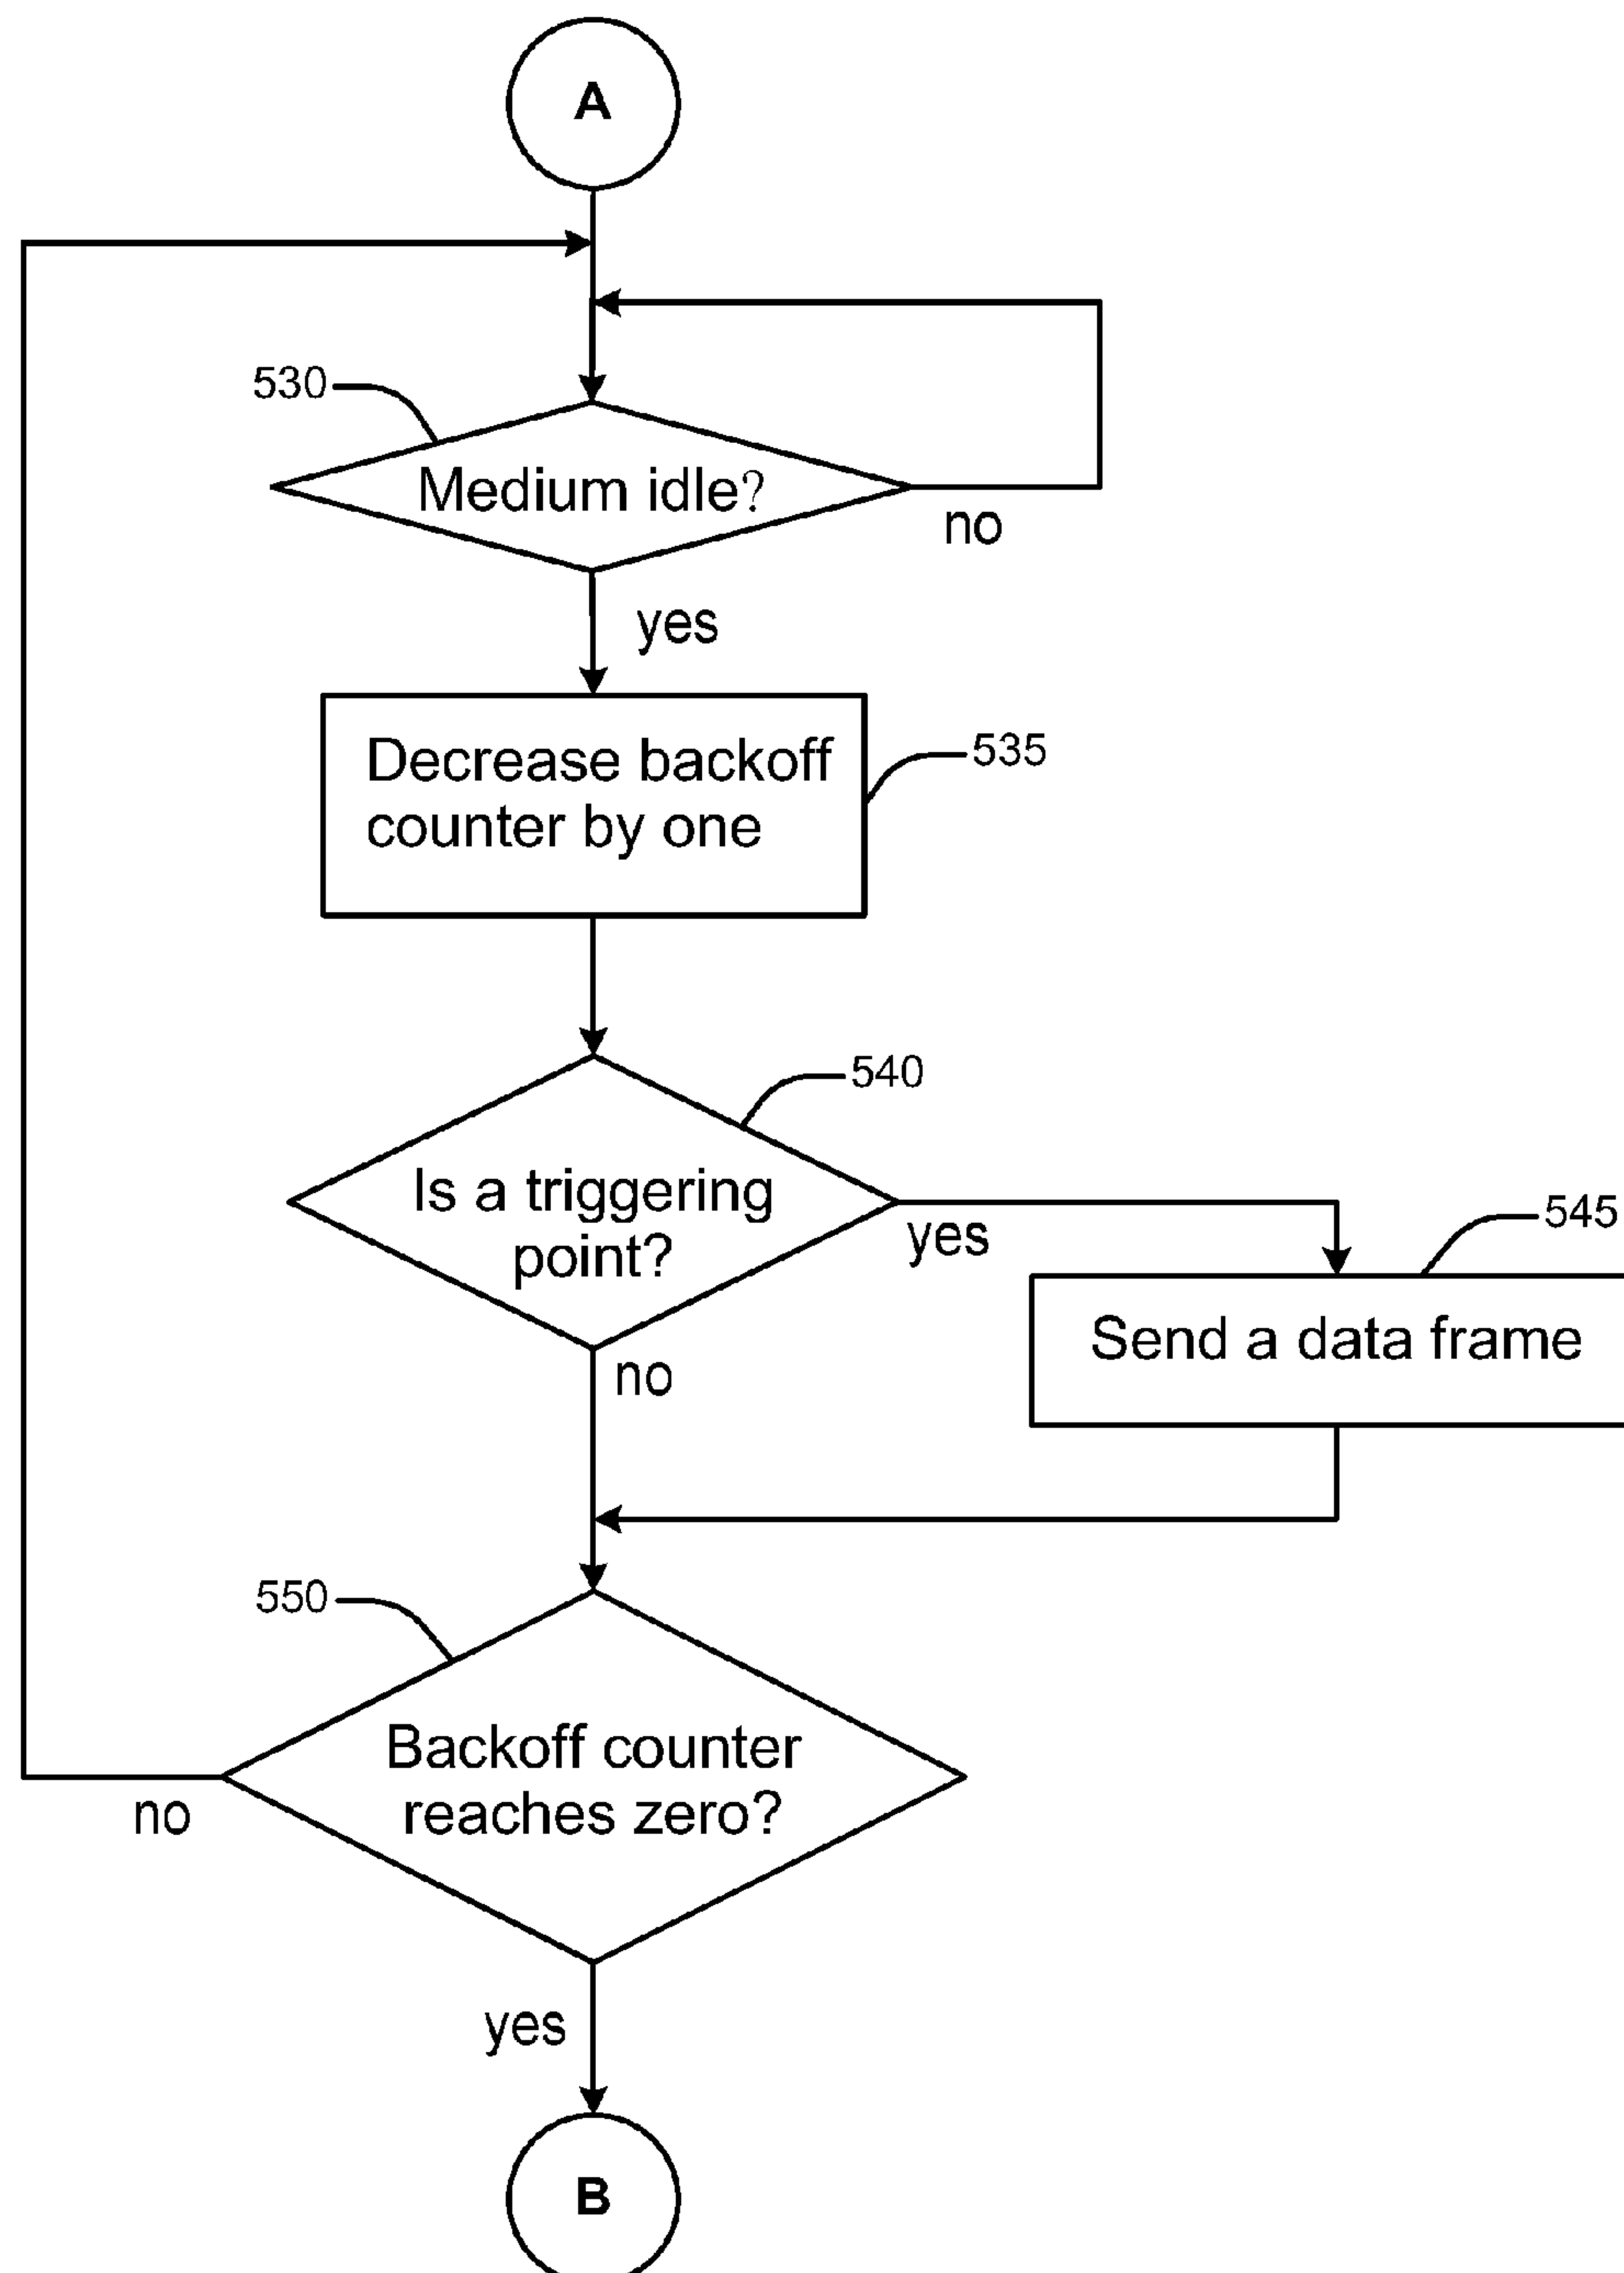 A
530
Medium idle?
no
yes
Decrease backoff
counter by one
535
540
Is a triggering
point?
yes
545
Send a data frame
no
550
Backoff counter
reaches zero?
no
yes
B